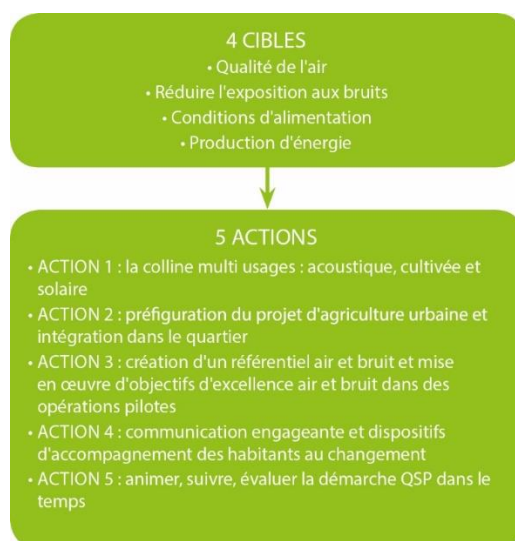 4 CIBLES
• Qualité de l'air
• Réduire l'exposition aux bruits
• Conditions d'alimentation
• Production d'énergie
5 ACTIONS
• ACTION 1 : la colline multi usages : acoustique, cultivée et
solaire
• ACTION 2 : préfiguration du projet d'agriculture urbaine et
intégration dans le quartier
• ACTION 3 : création d'un référentiel air et bruit et mise
en œuvre d'objectifs d'excellence air et bruit dans des
opérations pilotes
• ACTION 4 : communication engageante et dispositifs
d'accompagnement des habitants au changement
• ACTION 5 : animer, suivre, évaluer la démarche QSP dans le
temps